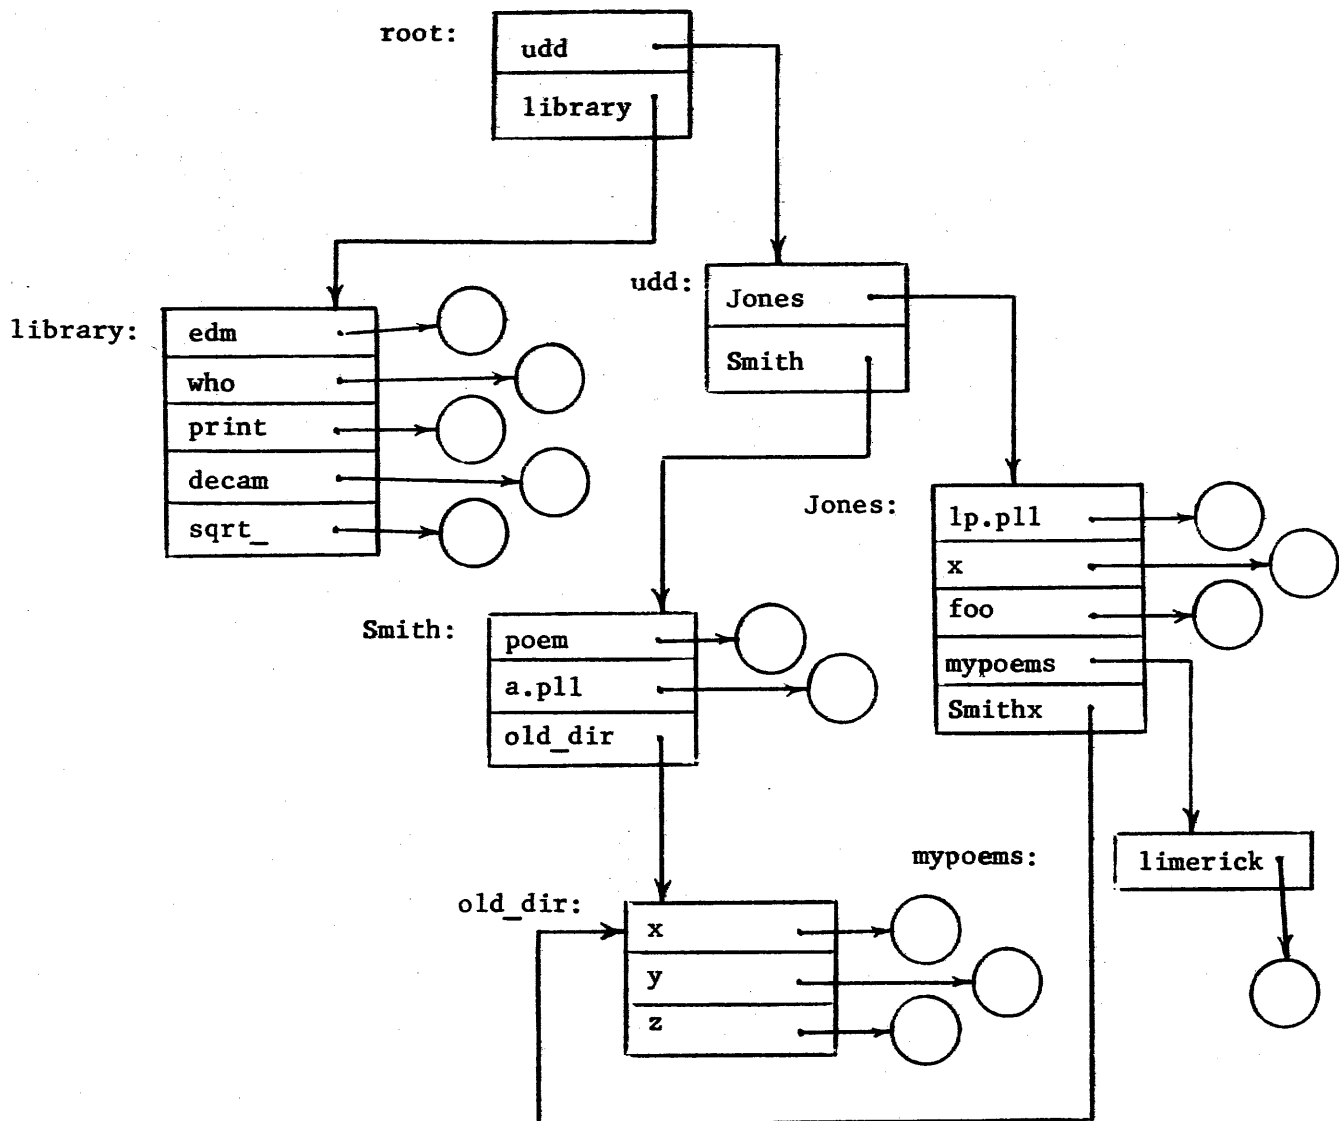 root:
udd
library
udd:
Jones
Smith
library:
edm
who
print
decam
sqrt_
Jones:
lp.pl1
x
foo
mypoems
Smithx
Smith:
poem
a.pl1
old_dir
mypoems:
limerick
old_dir:
x
y
z